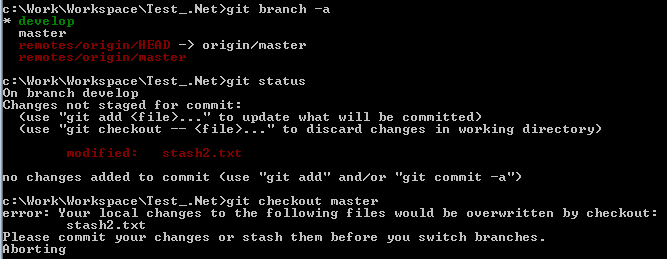 c:\Work\Workspace\Test_.Net>git branch -a
* develop
  master
  remotes/origin/HEAD -> origin/master
  remotes/origin/master
c:\Work\Workspace\Test_.Net>git status
On branch develop
Changes not staged for commit:
  (use "git add <file>..." to update what will be committed)
  (use "git checkout -- <file>..." to discard changes in working directory)
        modified:   stash2.txt
no changes added to commit (use "git add" and/or "git commit -a")
c:\Work\Workspace\Test_.Net>git checkout master
error: Your local changes to the following files would be overwritten by checkout:
        stash2.txt
Please commit your changes or stash them before you switch branches.
Aborting